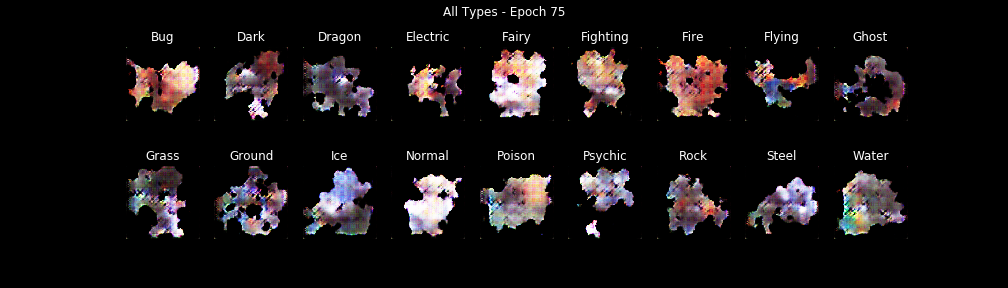 All Types - Epoch 75
Bug Dark Dragon Electric Fairy Fighting Fire Flying Ghost
Grass Ground Ice Normal Poison Psychic Rock Steel Water